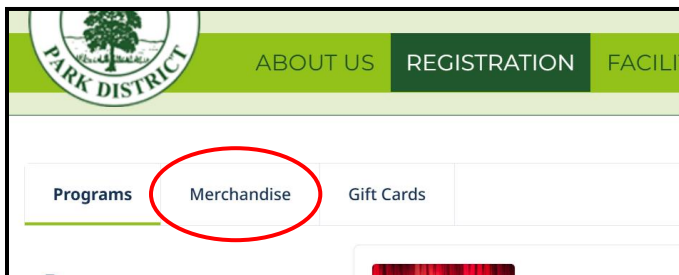 PARK DISTRICT
ABOUT US REGISTRATION FACILI
Programs Merchandise Gift Cards